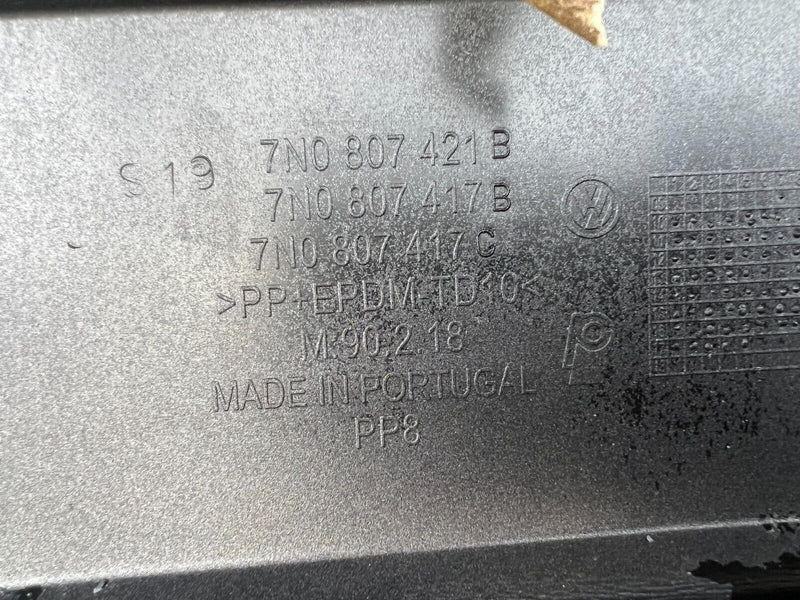 S 19
7N0 807 421 B
7N0 807 417 B
7N0 807 417 C
>PP+EPDM-TD10<
M.90.2.18
MADE IN PORTUGAL
PP8